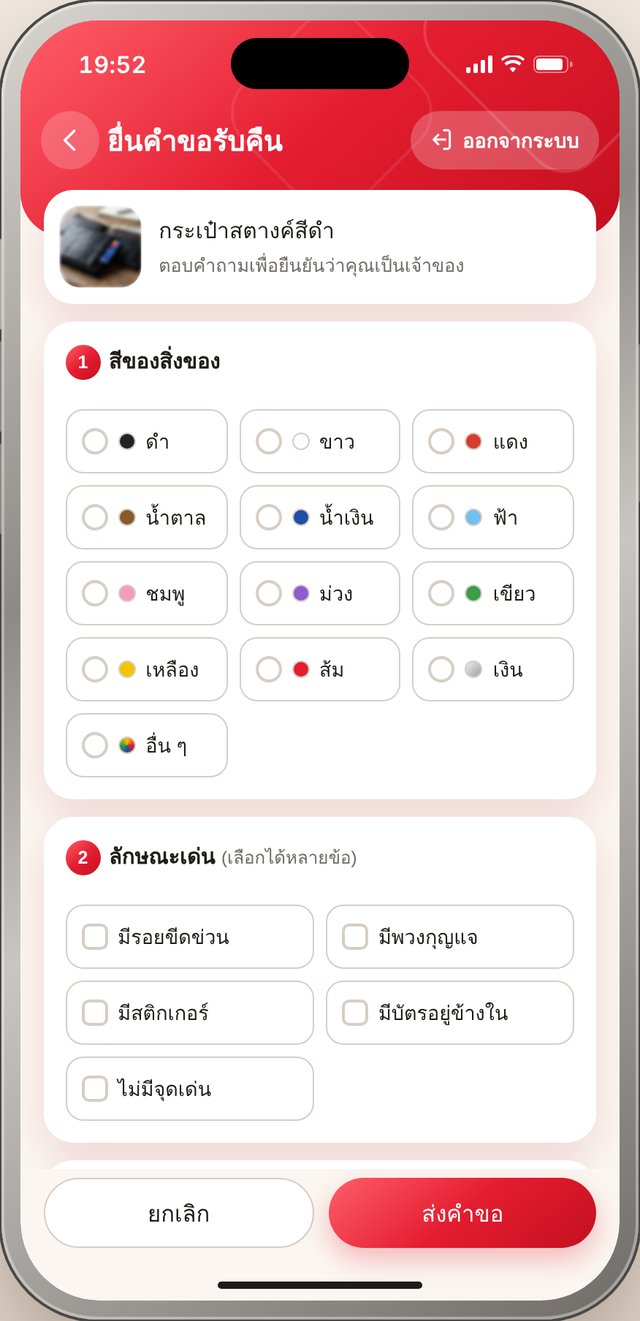 19:52
ยื่นคำขอรับคืน
ออกจากระบบ
กระเป๋าสตางค์สีดำ
ตอบคำถามเพื่อยืนยันว่าคุณเป็นเจ้าของ
1 สีของสิ่งของ
ดำ ขาว แดง
น้ำตาล น้ำเงิน ฟ้า
ชมพู ม่วง เขียว
เหลือง ส้ม เงิน
อื่น ๆ
2 ลักษณะเด่น (เลือกได้หลายข้อ)
มีรอยขีดข่วน มีพวงกุญแจ
มีสติกเกอร์ มีบัตรอยู่ข้างใน
ไม่มีจุดเด่น
ยกเลิก ส่งคำขอ